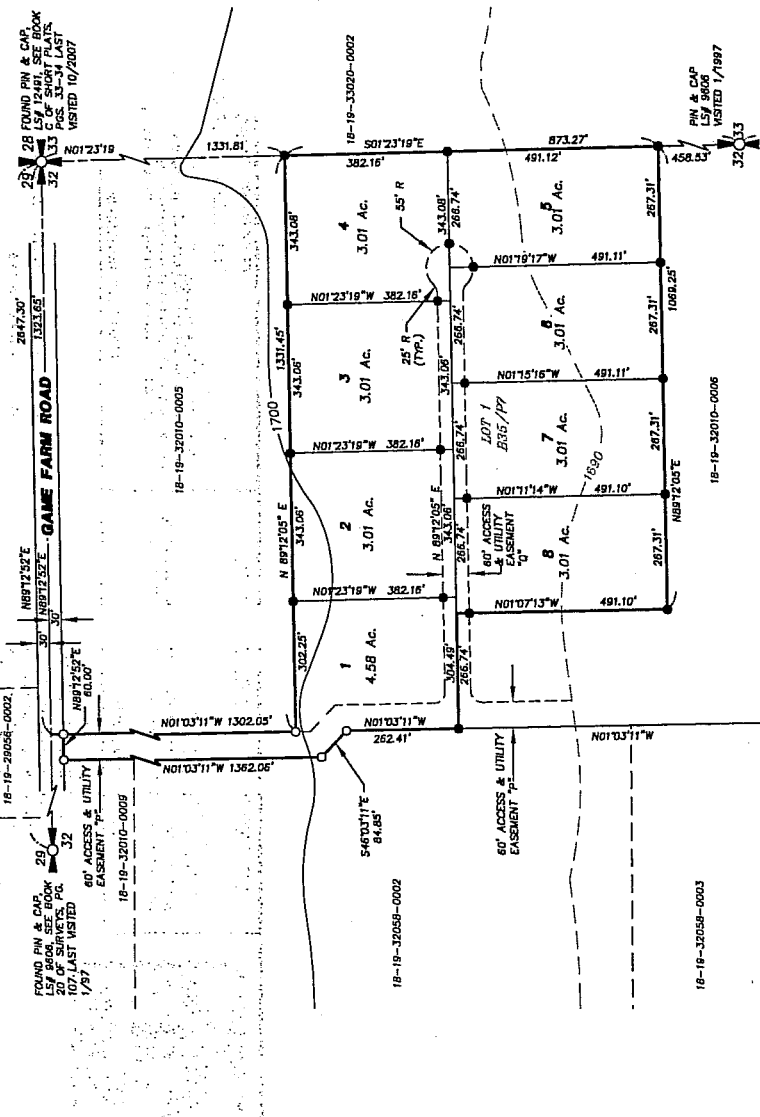 FOUND PIN & CAP,
LS# 12491, SEE BOOK
C OF SHORT PLATS,
PGS. 33-34 LAST
VISITED 10/2007
29 28
32 33
N01°23'19
1331.81
18-19-33020-0002
S01°23'19"E
873.27'
382.16'
491.12'
PIN & CAP
LS# 9606
VISITED 1/1997
458.53'
32 33
2647.30'
1323.65'
GAME FARM ROAD
N89°12'52"E
N89°12'52"E
30'
30'
N89°12'52"E
60.00'
18-19-29056-0002
29
32
FOUND PIN & CAP,
LS# 9606, SEE BOOK
20 OF SURVEYS, PG.
107. LAST VISITED
1/97
60' ACCESS & UTILITY
EASEMENT "P"
18-19-32010-0009
18-19-32010-0005
N01°03'11"W 1302.05'
N01°03'11"W 1362.06'
S46°03'11"E
84.85'
N01°03'11"W
262.41'
1700
343.08'
1331.45'
343.06'
N 89°12'05" E
343.06'
302.25'
4
3.01 Ac.
N01°23'19"W 382.16'
3
3.01 Ac.
N01°23'19"W 382.16'
2
3.01 Ac.
N01°23'19"W 382.16'
1
4.58 Ac.
55' R
25' R
(TYP.)
343.08'
266.74'
343.06'
266.74'
266.74'
N 89°12'05" E
343.06'
266.74'
304.49'
266.74'
60' ACCESS
& UTILITY
EASEMENT
"Q"
5
3.01 Ac.
N01°19'17"W 491.11'
6
3.01 Ac.
N01°15'16"W 491.11'
LOT 1
B35/P7
7
3.01 Ac.
1690
N01°11'14"W 491.10'
8
3.01 Ac.
N01°07'13"W 491.10'
267.31'
1069.25'
267.31'
267.31'
N89°12'05"E
267.31'
18-19-32010-0006
60' ACCESS & UTILITY
EASEMENT "P"
N01°03'11"W
18-19-32058-0002
18-19-32058-0003